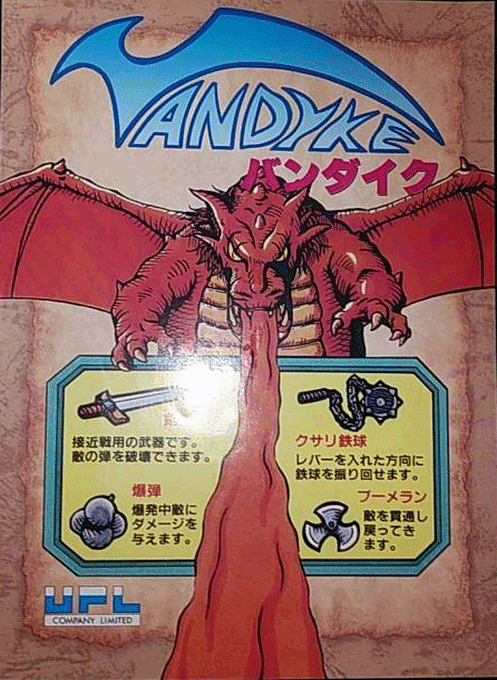 VANDYKE
バンダイク
接近戦用の武器です。
敵の弾を破壊できます。
クサリ鉄球
レバーを入れた方向に
鉄球を振り回せます。
爆弾
爆発中敵に
ダメージを
与えます。
ブーメラン
敵を貫通し
戻ってき
ます。
UPL
COMPANY LIMITED